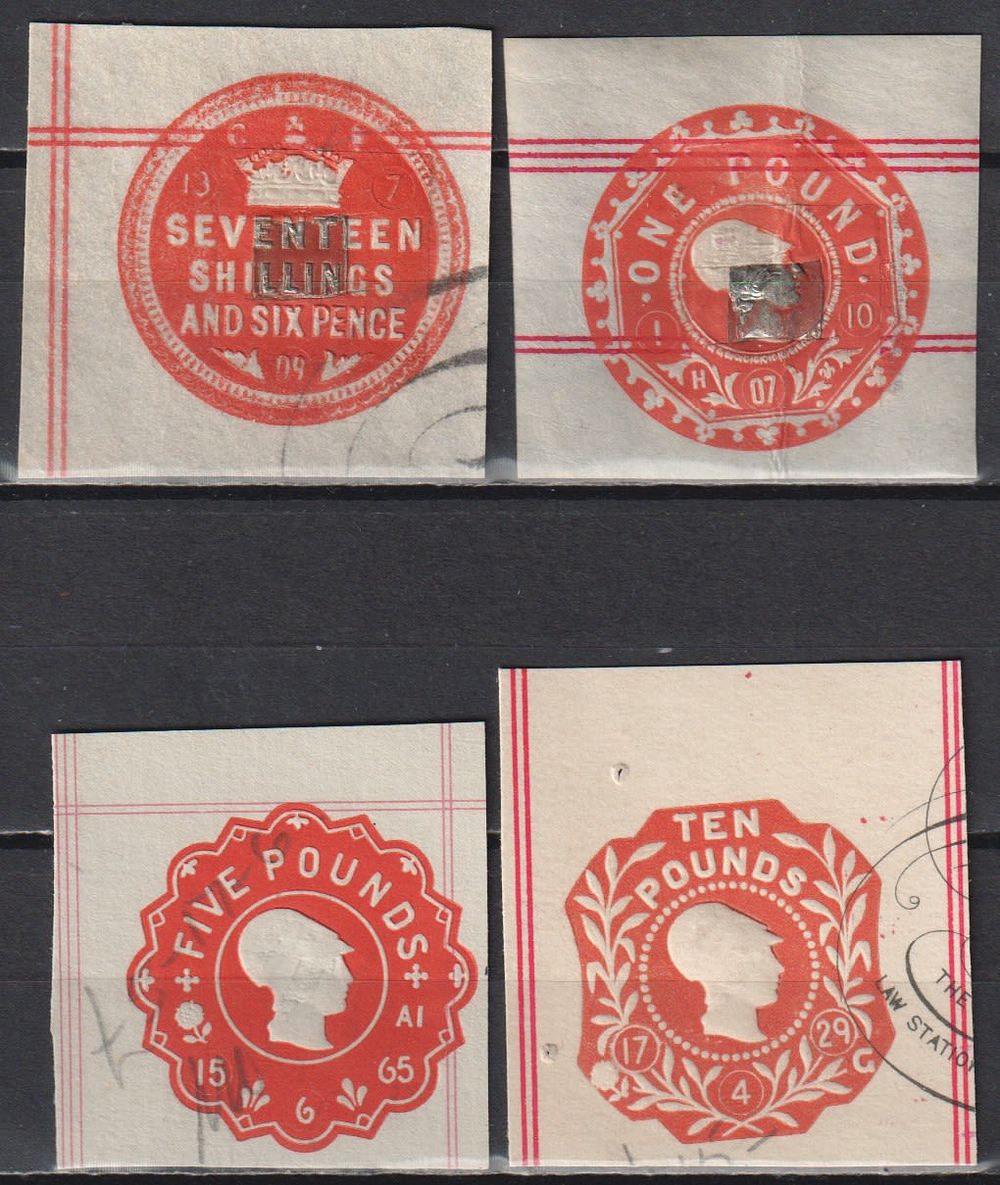 13 7
SEVENTEEN
SHILLINGS
AND SIX PENCE
09
ONE POUND
1 10
H 07
FIVE POUNDS
AI
15 65
6
TEN
POUNDS
17 29
4 G
THE
LAW STATIO